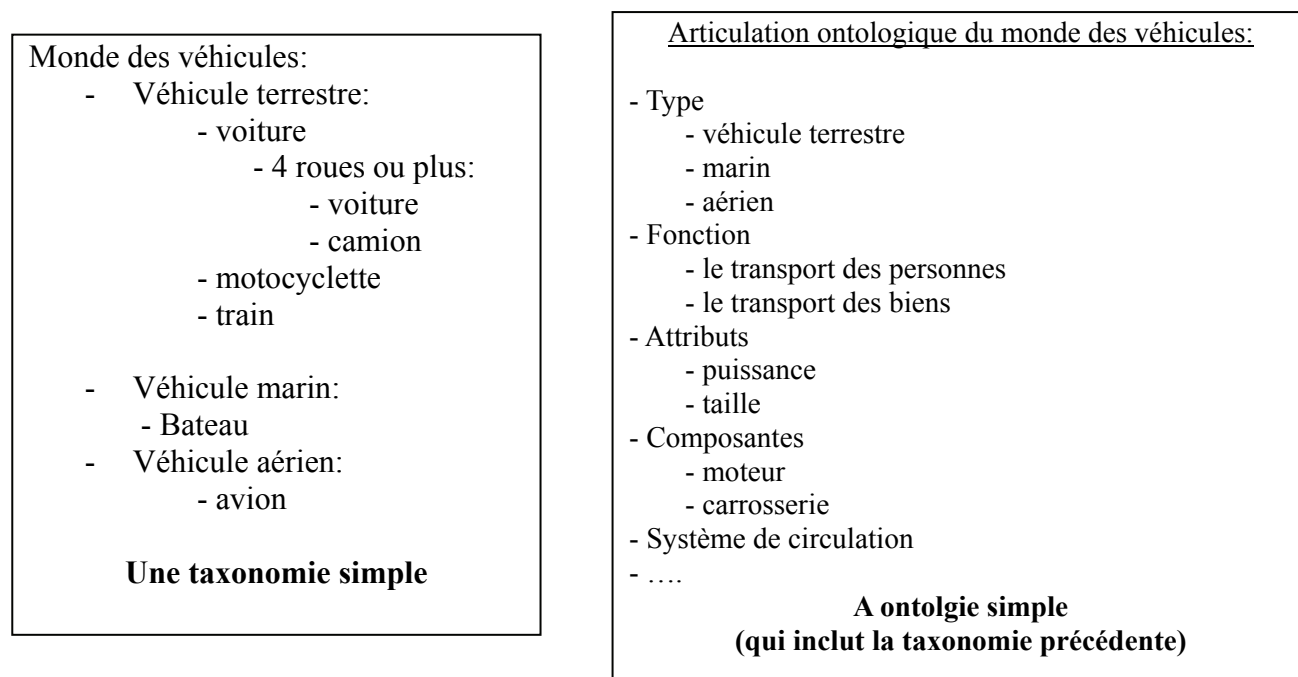 Monde des véhicules:
- Véhicule terrestre:
- voiture
- 4 roues ou plus:
- voiture
- camion
- motocyclette
- train
- Véhicule marin:
- Bateau
- Véhicule aérien:
- avion
Une taxonomie simple
Articulation ontologique du monde des véhicules:
- Type
- véhicule terrestre
- marin
- aérien
- Fonction
- le transport des personnes
- le transport des biens
- Attributs
- puissance
- taille
- Composantes
- moteur
- carrosserie
- Système de circulation
- ….
A ontolgie simple
(qui inclut la taxonomie précédente)